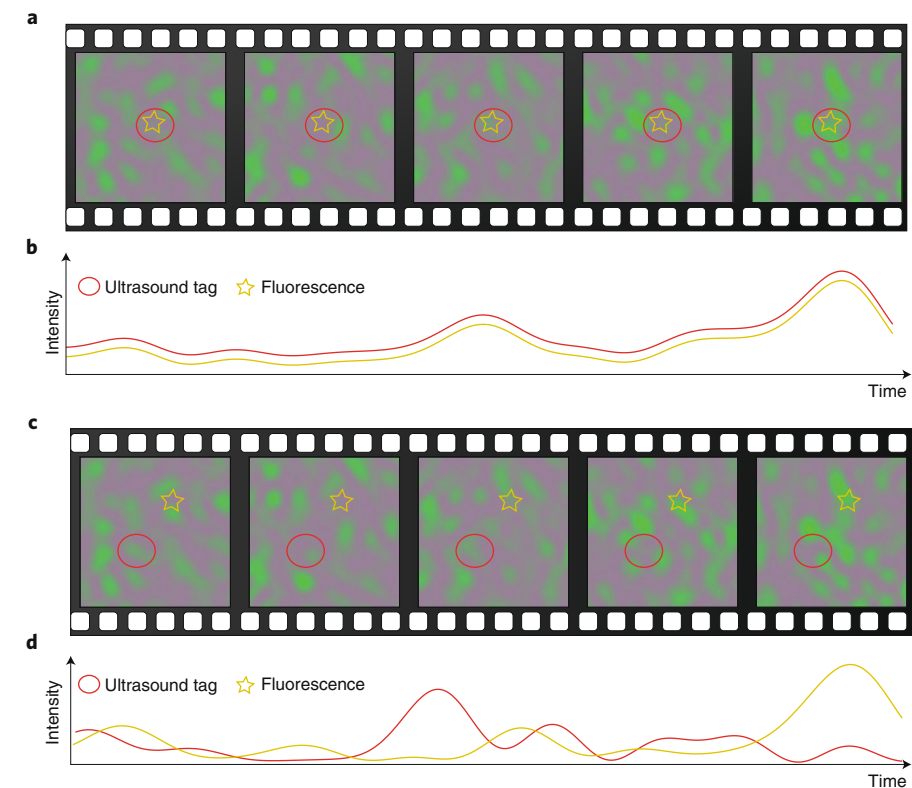 a
b
Intensity
Ultrasound tag
Fluorescence
Time
c
d
Intensity
Ultrasound tag
Fluorescence
Time